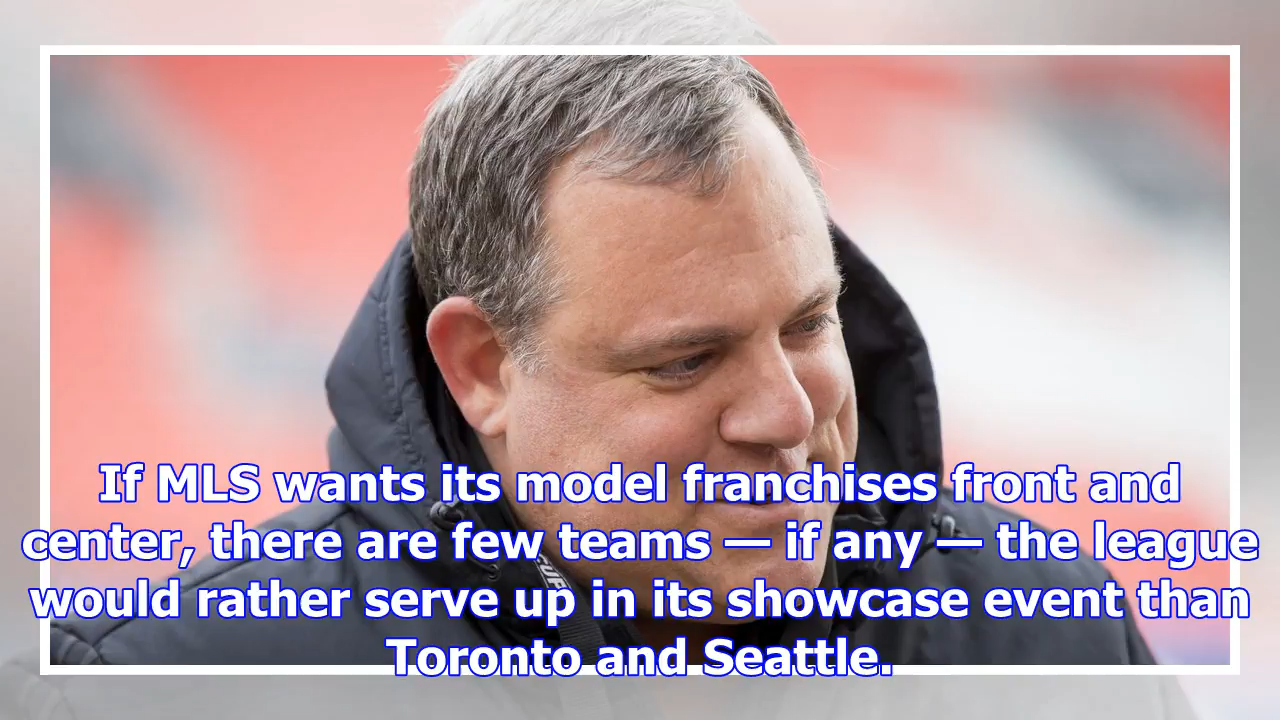 If MLS wants its model franchises front and
center, there are few teams — if any — the league
would rather serve up in its showcase event than
Toronto and Seattle.